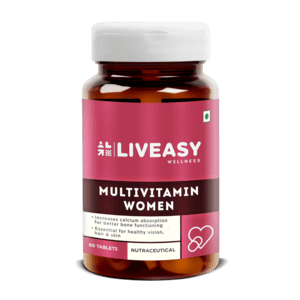 LIVEASY
WELLNESS
MULTIVITAMIN
WOMEN
• Increases calcium absorption
for better bone functioning
• Essential for healthy vision,
hair & skin
60 TABLETS
NUTRACEUTICAL